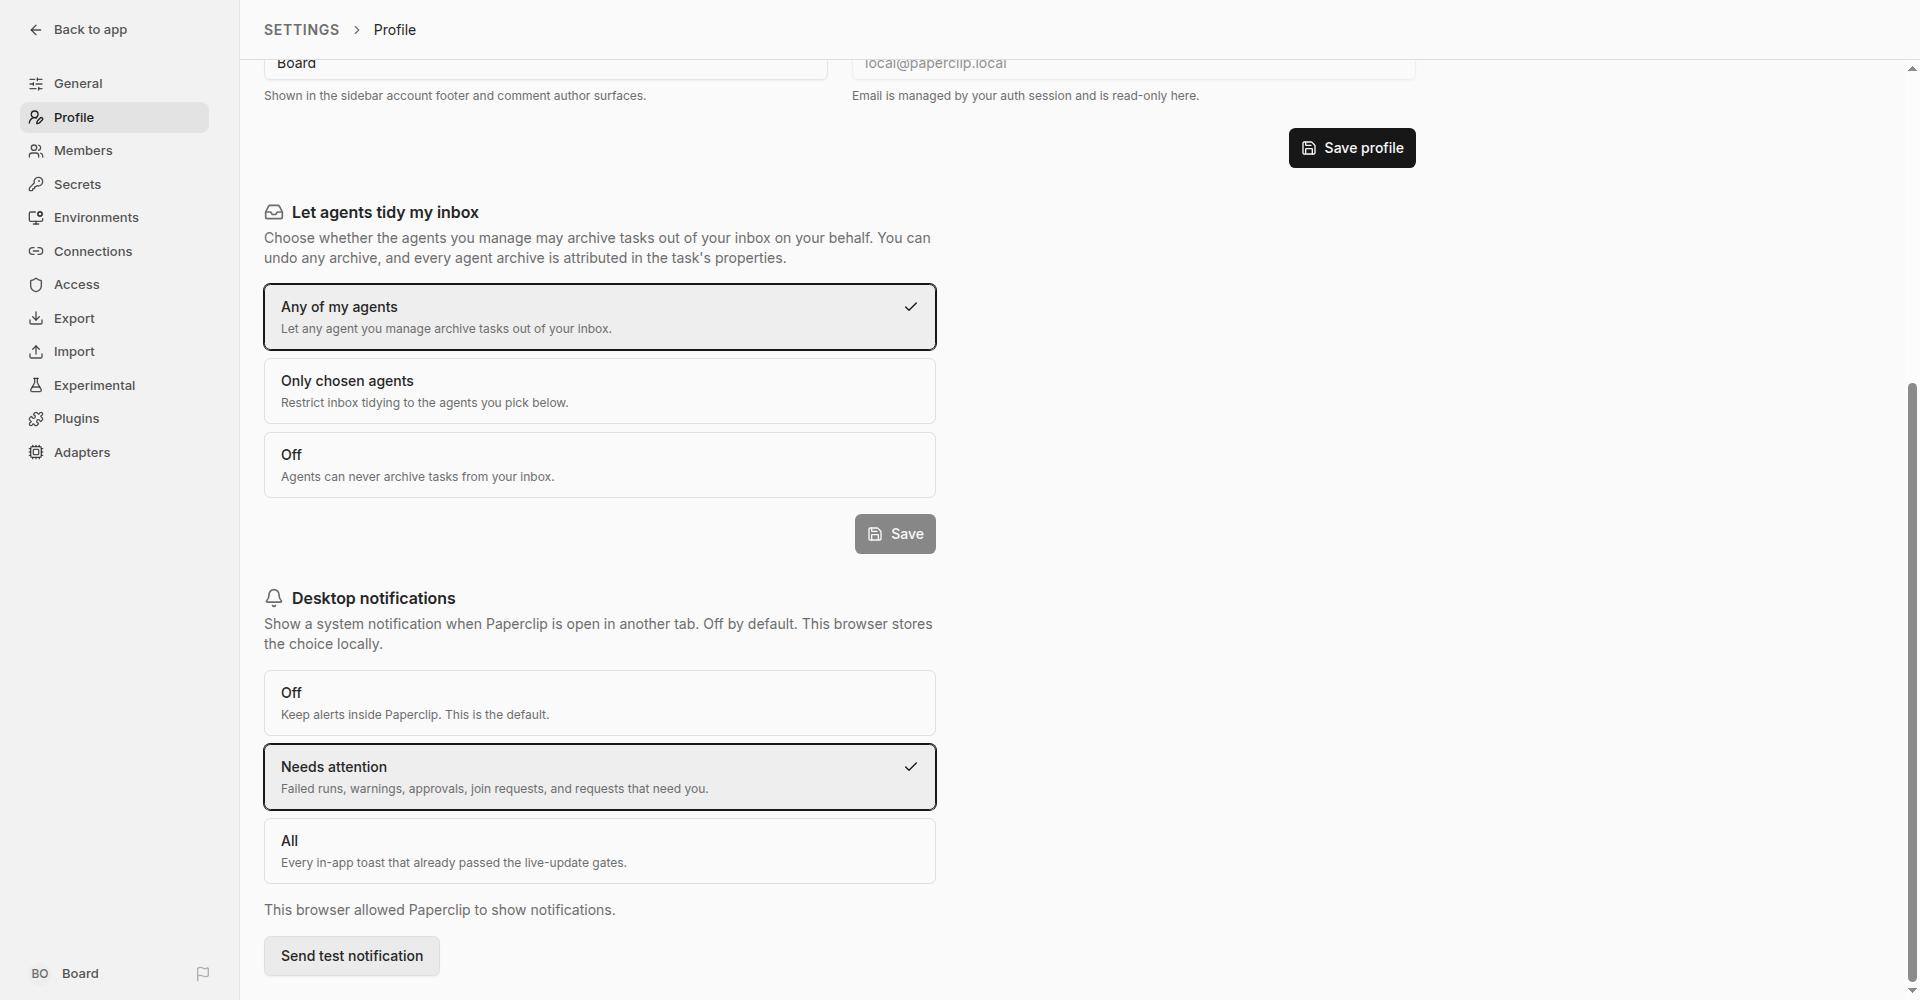 Back to app
General
Profile
Members
Secrets
Environments
Connections
Access
Export
Import
Experimental
Plugins
Adapters
BO Board
SETTINGS > Profile
Board
local@paperclip.local
Shown in the sidebar account footer and comment author surfaces.
Email is managed by your auth session and is read-only here.
Save profile
Let agents tidy my inbox
Choose whether the agents you manage may archive tasks out of your inbox on your behalf. You can
undo any archive, and every agent archive is attributed in the task's properties.
Any of my agents
Let any agent you manage archive tasks out of your inbox.
Only chosen agents
Restrict inbox tidying to the agents you pick below.
Off
Agents can never archive tasks from your inbox.
Save
Desktop notifications
Show a system notification when Paperclip is open in another tab. Off by default. This browser stores
the choice locally.
Off
Keep alerts inside Paperclip. This is the default.
Needs attention
Failed runs, warnings, approvals, join requests, and requests that need you.
All
Every in-app toast that already passed the live-update gates.
This browser allowed Paperclip to show notifications.
Send test notification